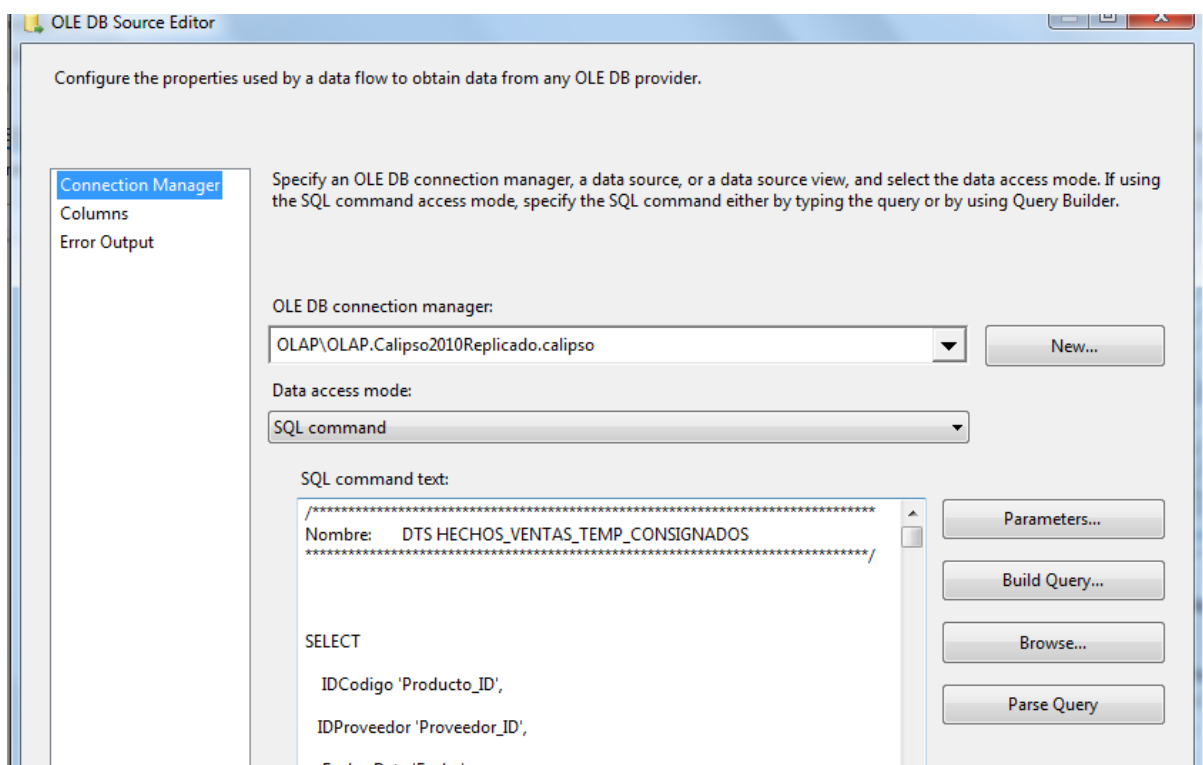 OLE DB Source Editor
Configure the properties used by a data flow to obtain data from any OLE DB provider.
Connection Manager
Columns
Error Output
Specify an OLE DB connection manager, a data source, or a data source view, and select the data access mode. If using
the SQL command access mode, specify the SQL command either by typing the query or by using Query Builder.
OLE DB connection manager:
OLAP\OLAP.Calipso2010Replicado.calipso
New...
Data access mode:
SQL command
SQL command text:
/*******************************************************************************
Nombre: DTS HECHOS_VENTAS_TEMP_CONSIGNADOS
*******************************************************************************/
SELECT
IDCodigo 'Producto_ID',
IDProveedor 'Proveedor_ID',
Parameters...
Build Query...
Browse...
Parse Query